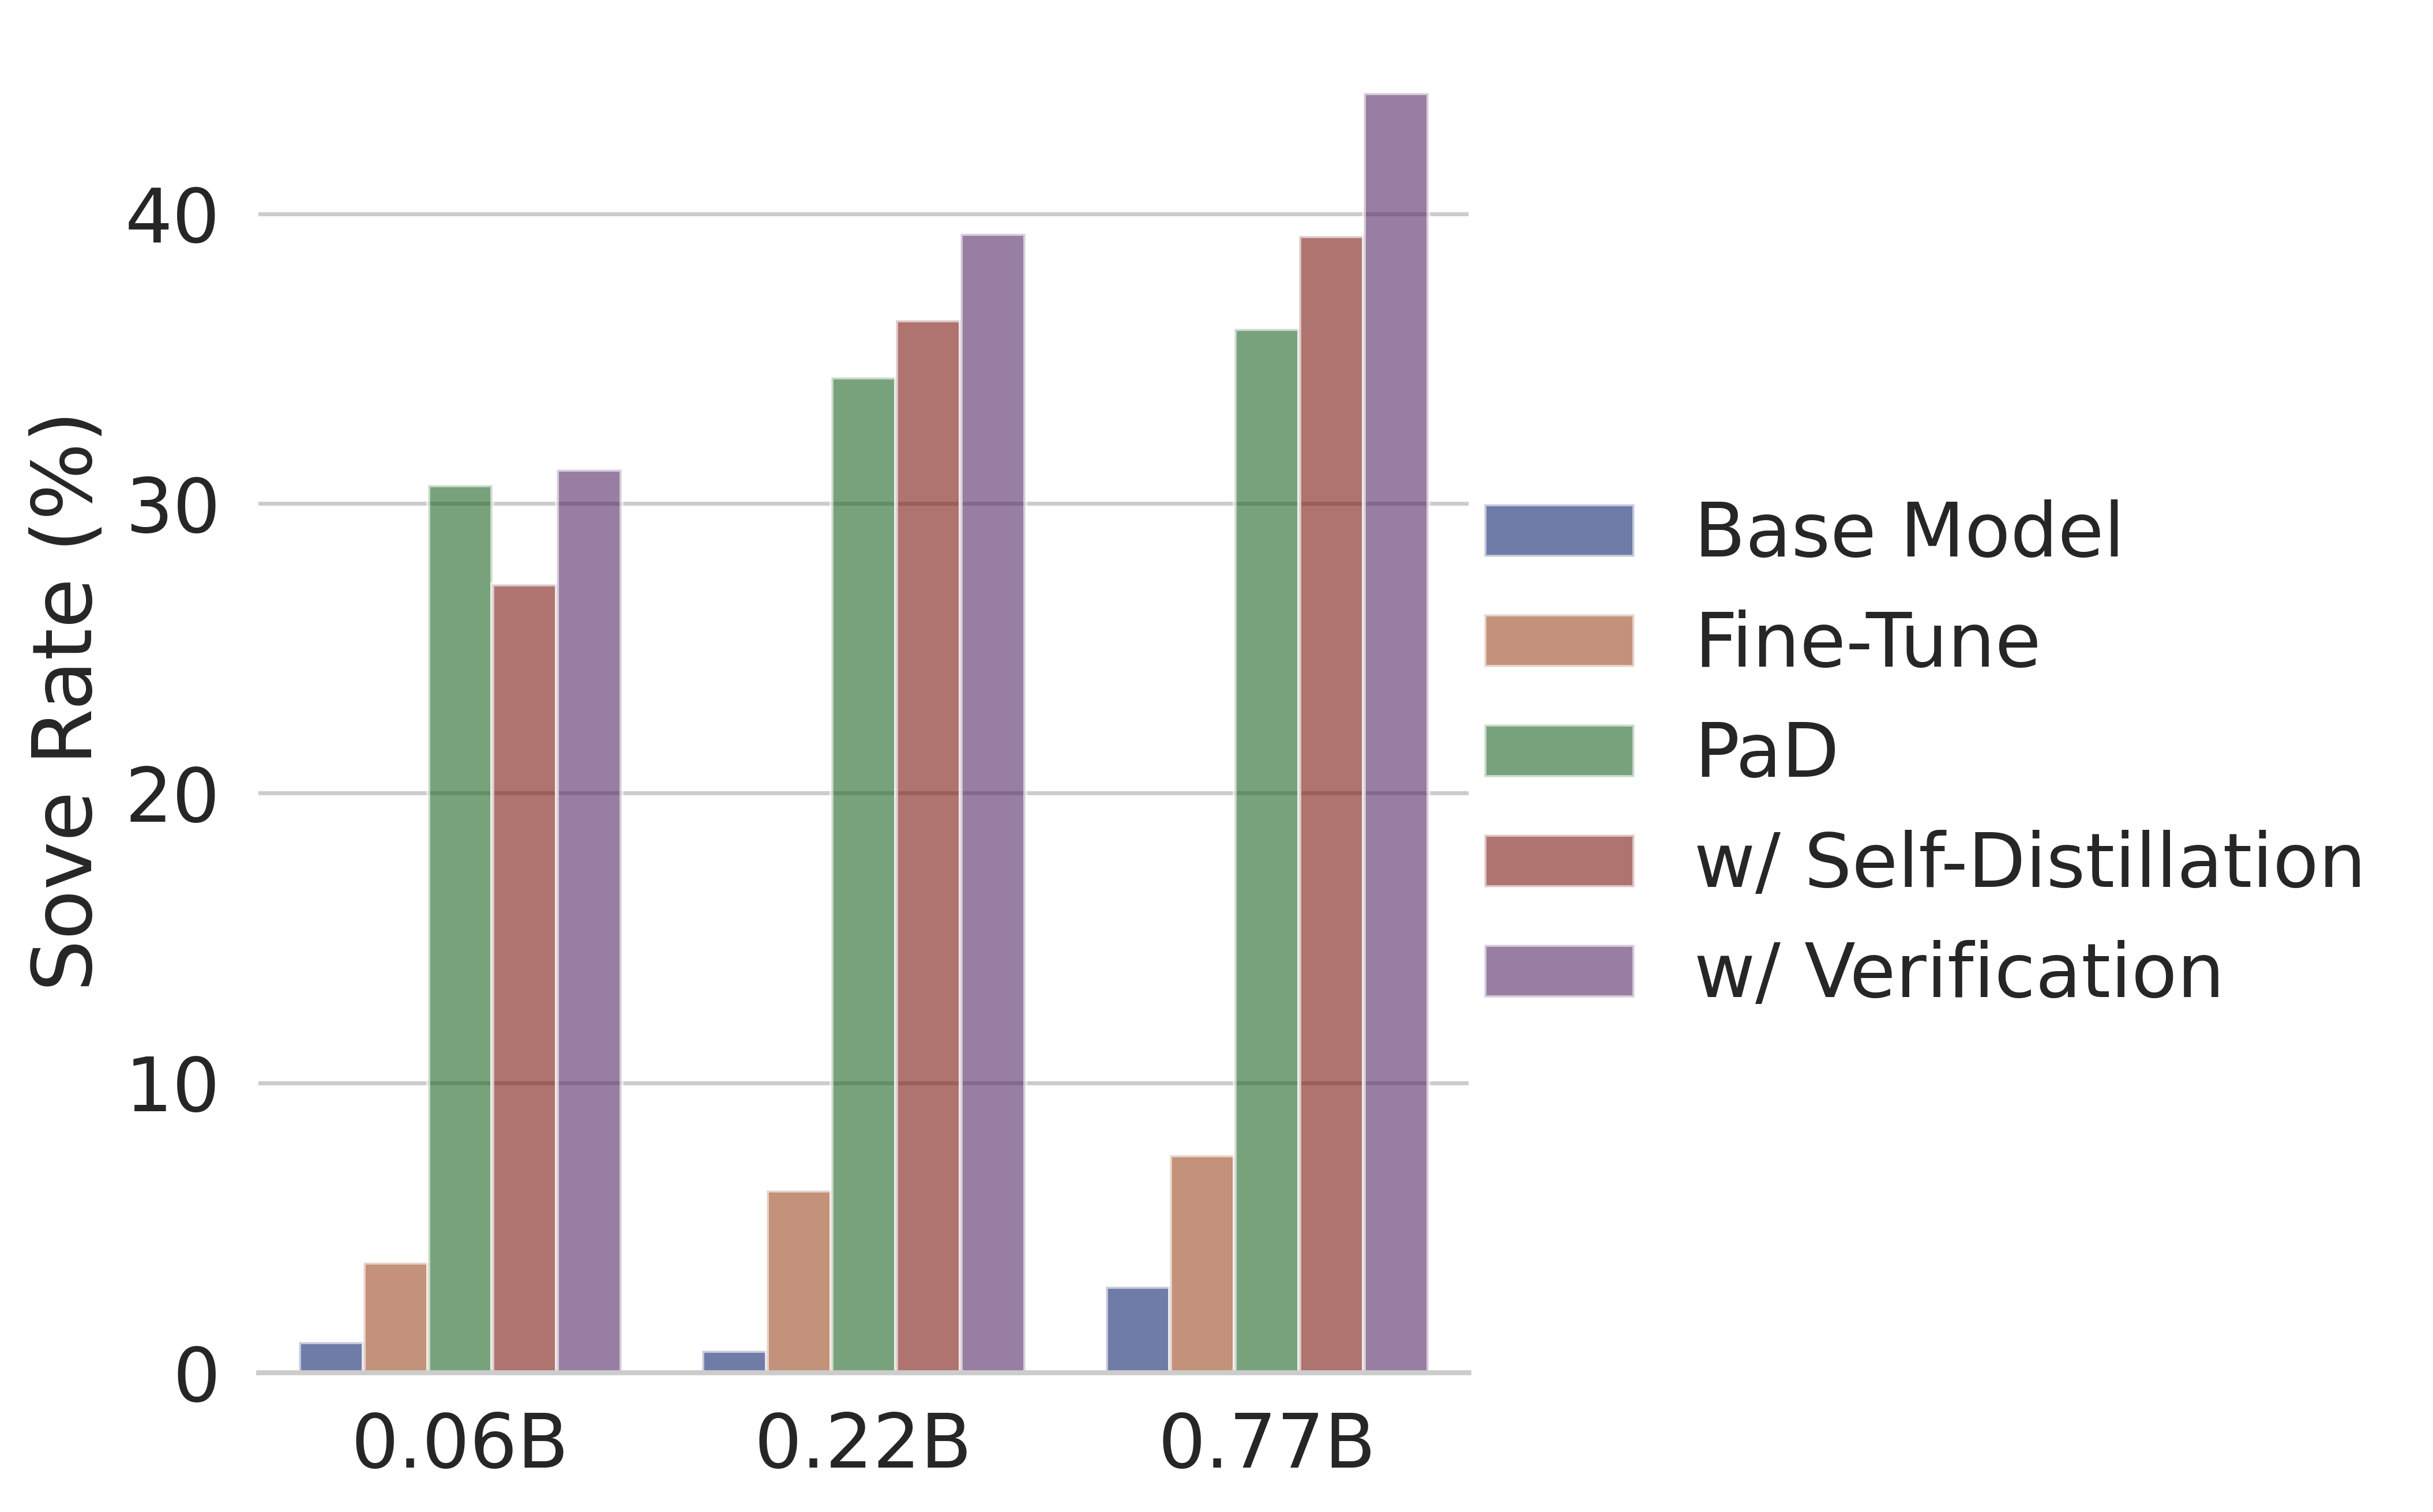 Sove Rate (%)
40
30
20
10
0
0.06B
0.22B
0.77B
Base Model
Fine-Tune
PaD
w/ Self-Distillation
w/ Verification